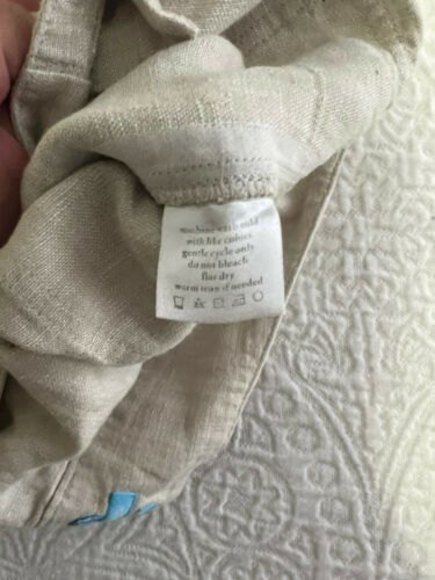 machine wash cold
with like colors
gentle cycle only
do not bleach
flat dry
warm iron if needed